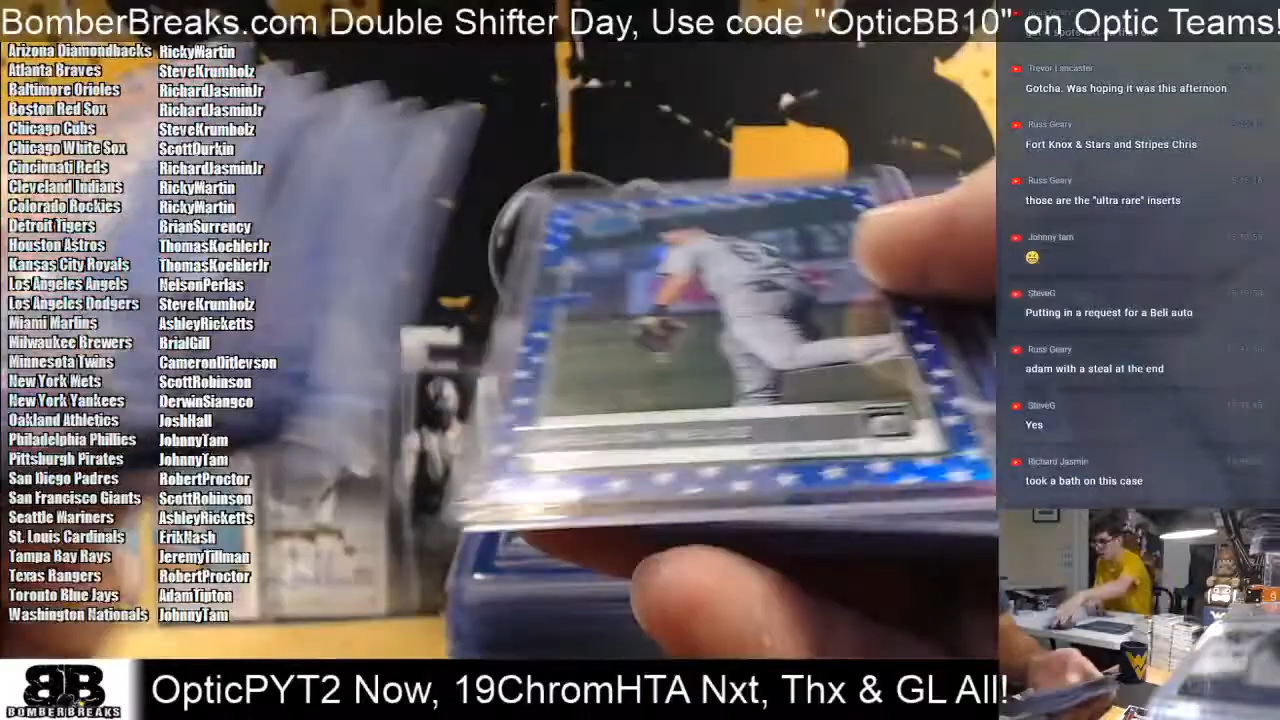 BomberBreaks.com Double Shifter Day, Use code "OpticBB10" on Optic Teams!
Arizona Diamondbacks RickyMartin
Atlanta Braves SteveKrumholz
Baltimore Orioles RichardJasminJr
Boston Red Sox RichardJasminJr
Chicago Cubs SteveKrumholz
Chicago White Sox ScottDurkin
Cincinnati Reds RichardJasminJr
Cleveland Indians RickyMartin
Colorado Rockies RickyMartin
Detroit Tigers BrianSurrency
Houston Astros ThomasKoehlerJr
Kansas City Royals ThomasKoehlerJr
Los Angeles Angels NelsonPerlas
Los Angeles Dodgers SteveKrumholz
Miami Marlins AshleyRicketts
Milwaukee Brewers BrialGill
Minnesota Twins CameronDitlevson
New York Mets ScottRobinson
New York Yankees DerwinSiangco
Oakland Athletics JoshHall
Philadelphia Phillies JohnnyTam
Pittsburgh Pirates JohnnyTam
San Diego Padres RobertProctor
San Francisco Giants ScottRobinson
Seattle Mariners AshleyRicketts
St. Louis Cardinals ErikNash
Tampa Bay Rays JeremyTillman
Texas Rangers RobertProctor
Toronto Blue Jays AdamTipton
Washington Nationals JohnnyTam
Trevor Lancaster
Gotcha. Was hoping it was this afternoon
Russ Geary
Fort Knox & Stars and Stripes Chris
Russ Geary
those are the "ultra rare" inserts
Johnny tam
SteveG
Putting in a request for a Beli auto
Russ Geary
adam with a steal at the end
SteveG
Yes
Richard Jasmin
took a bath on this case
BB
BOMBERBREAKS
OpticPYT2 Now, 19ChromHTA Nxt, Thx & GL All!